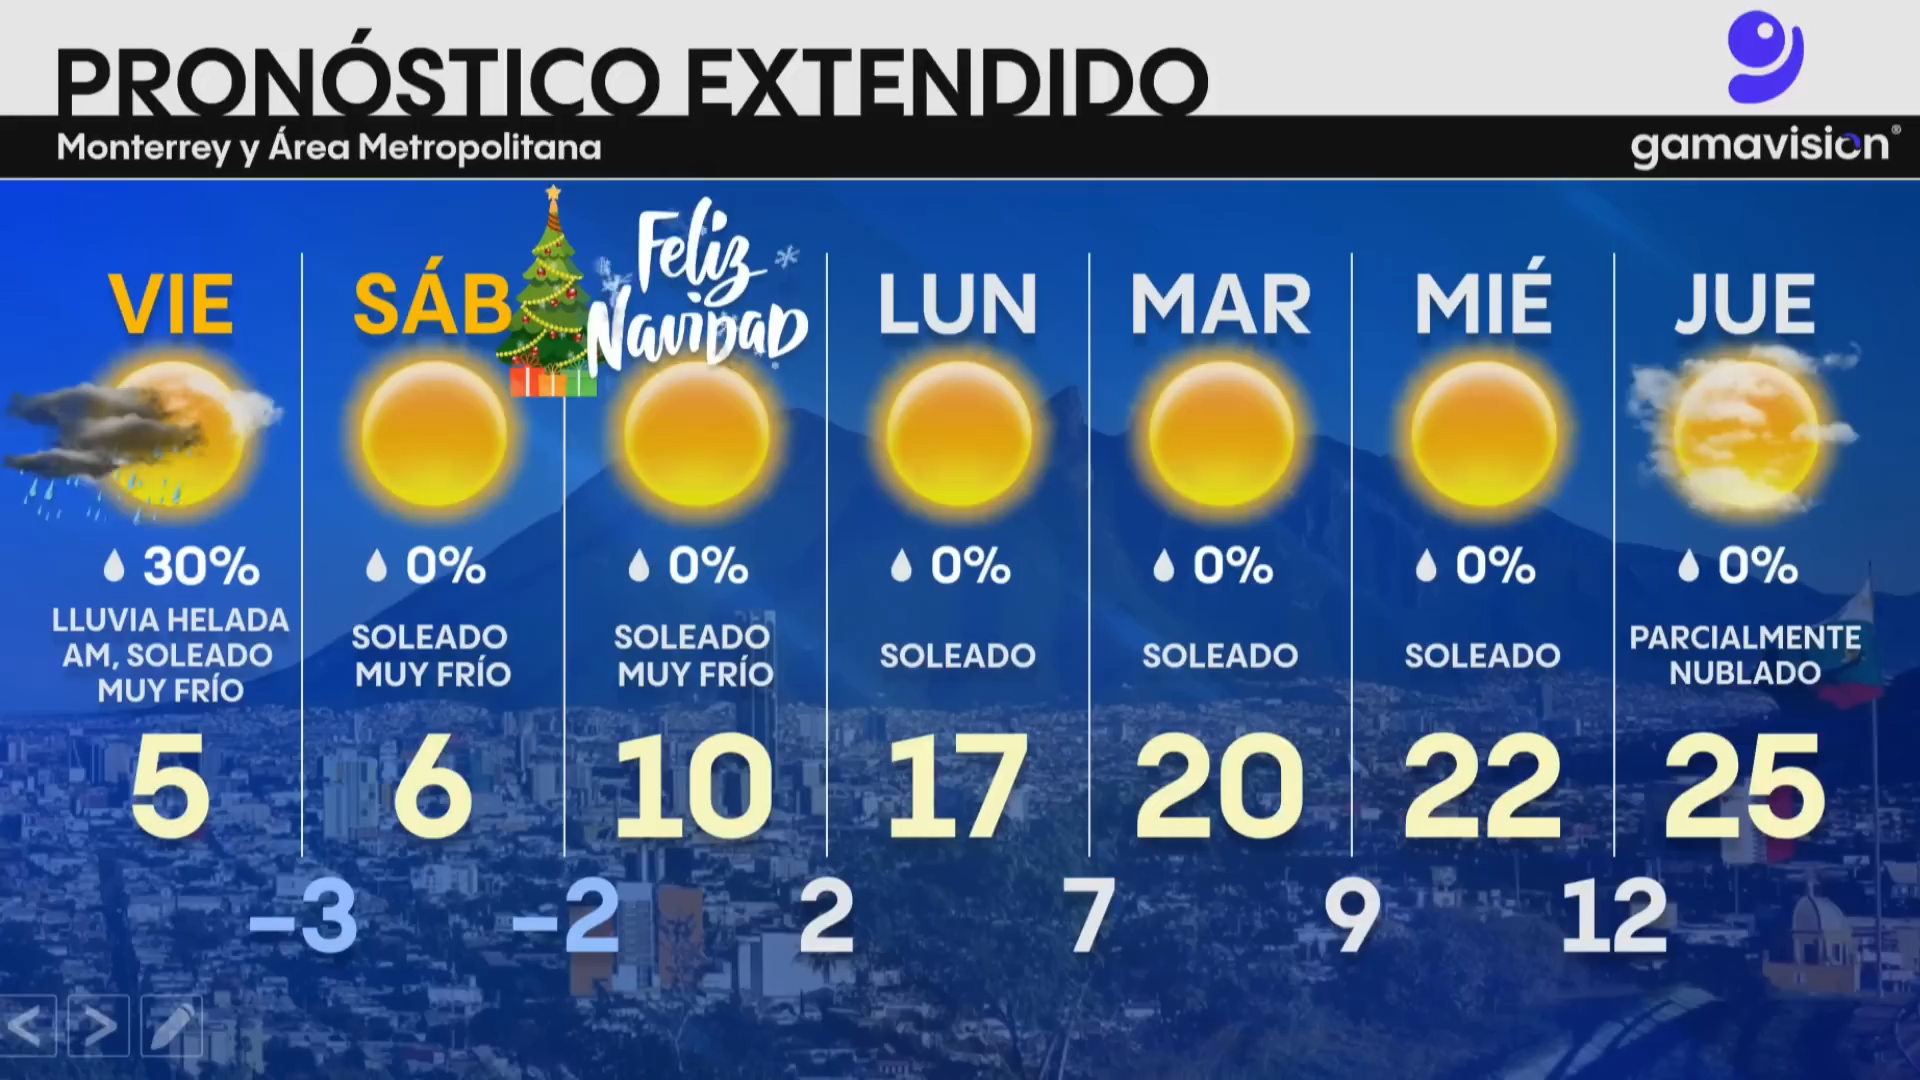 PRONÓSTICO EXTENDIDO
Monterrey y Área Metropolitana
gamavision®
VIE
30%
LLUVIA HELADA
AM, SOLEADO
MUY FRÍO
5
-3
SÁB
0%
SOLEADO
MUY FRÍO
6
-2
Feliz
Navidad
0%
SOLEADO
MUY FRÍO
10
2
LUN
0%
SOLEADO
17
7
MAR
0%
SOLEADO
20
9
MIÉ
0%
SOLEADO
22
12
JUE
0%
PARCIALMENTE
NUBLADO
25